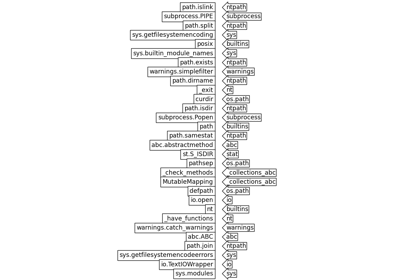 path.islink ntpath
subprocess.PIPE subprocess
path.split ntpath
sys.getfilesystemencoding sys
posix builtins
sys.builtin_module_names sys
path.exists ntpath
warnings.simplefilter warnings
path.dirname ntpath
_exit nt
curdir os.path
path.isdir ntpath
subprocess.Popen subprocess
path builtins
path.samestat ntpath
abc.abstractmethod abc
st.S_ISDIR stat
pathsep os.path
_check_methods _collections_abc
MutableMapping _collections_abc
defpath os.path
io.open io
nt builtins
_have_functions nt
warnings.catch_warnings warnings
abc.ABC abc
path.join ntpath
sys.getfilesystemencodeerrors sys
io.TextIOWrapper io
sys.modules sys